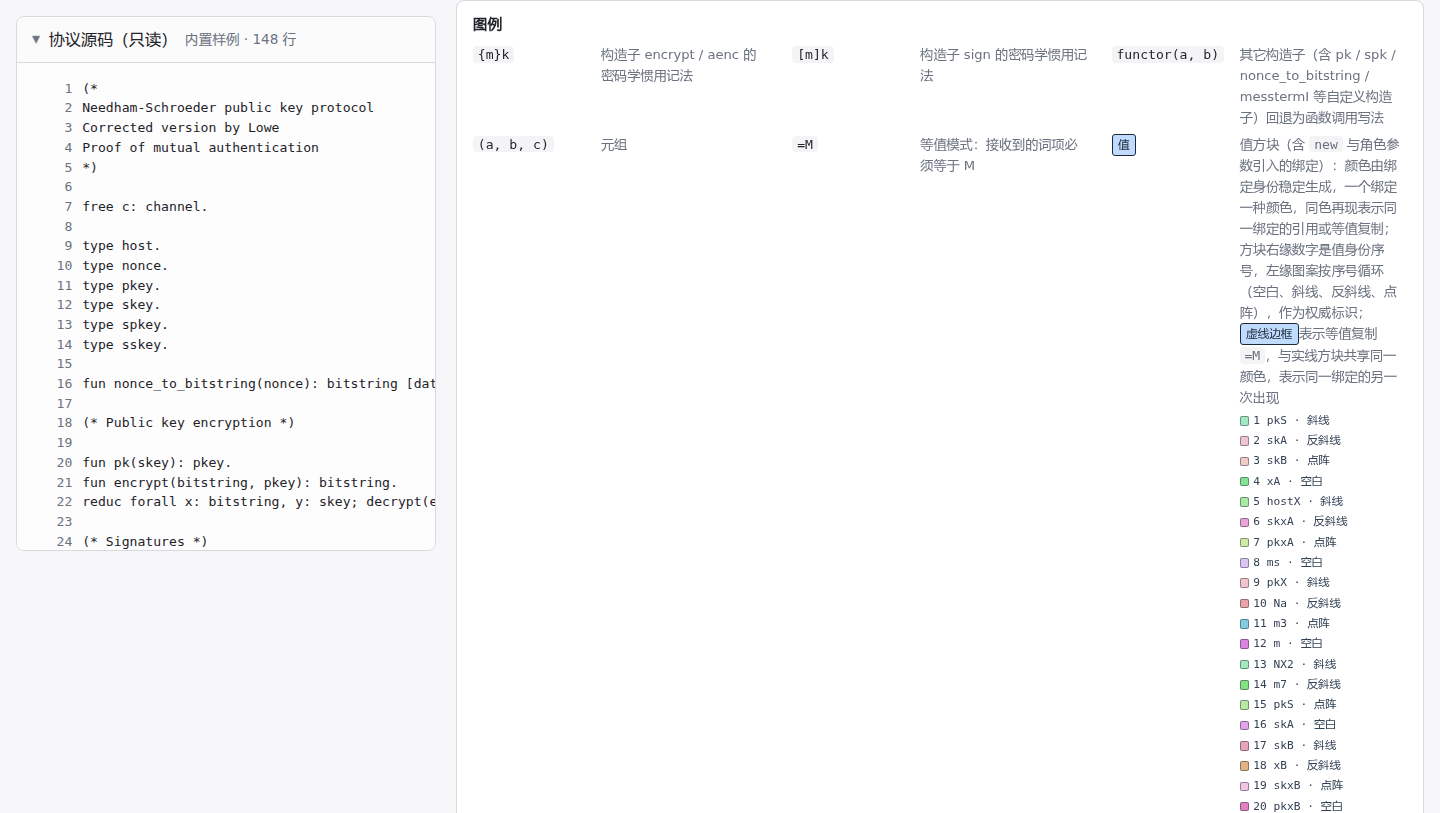 ▼ 协议源码（只读） 内置样例 · 148 行
1 (*
2 Needham-Schroeder public key protocol
3 Corrected version by Lowe
4 Proof of mutual authentication
5 *)
6
7 free c: channel.
8
9 type host.
10 type nonce.
11 type pkey.
12 type skey.
13 type spkey.
14 type sskey.
15
16 fun nonce_to_bitstring(nonce): bitstring [dat
17
18 (* Public key encryption *)
19
20 fun pk(skey): pkey.
21 fun encrypt(bitstring, pkey): bitstring.
22 reduc forall x: bitstring, y: skey; decrypt(e
23
24 (* Signatures *)
图例
{m}k
构造子 encrypt / aenc 的
密码学惯用记法
[m]k
构造子 sign 的密码学惯用记
法
functor(a, b)
其它构造子（含 pk / spk /
nonce_to_bitstring /
messtermI 等自定义构造
子）回退为函数调用写法
(a, b, c)
元组
=M
等值模式：接收到的词项必
须等于 M
值
值方块（含 new 与角色参
数引入的绑定）：颜色由绑
定身份稳定生成，一个绑定
一种颜色，同色再现表示同
一绑定的引用或等值复制；
方块右缘数字是值身份序
号，左缘图案按序号循环
（空白、斜线、反斜线、点
阵），作为权威标识；
虚线边框 表示等值复制
=M，与实线方块共享同一
颜色，表示同一绑定的另一
次出现
1 pkS · 斜线
2 skA · 反斜线
3 skB · 点阵
4 xA · 空白
5 hostX · 斜线
6 skxA · 反斜线
7 pkxA · 点阵
8 ms · 空白
9 pkX · 斜线
10 Na · 反斜线
11 m3 · 点阵
12 m · 空白
13 NX2 · 斜线
14 m7 · 反斜线
15 pkS · 点阵
16 skA · 空白
17 skB · 斜线
18 xB · 反斜线
19 skxB · 点阵
20 pkxB · 空白